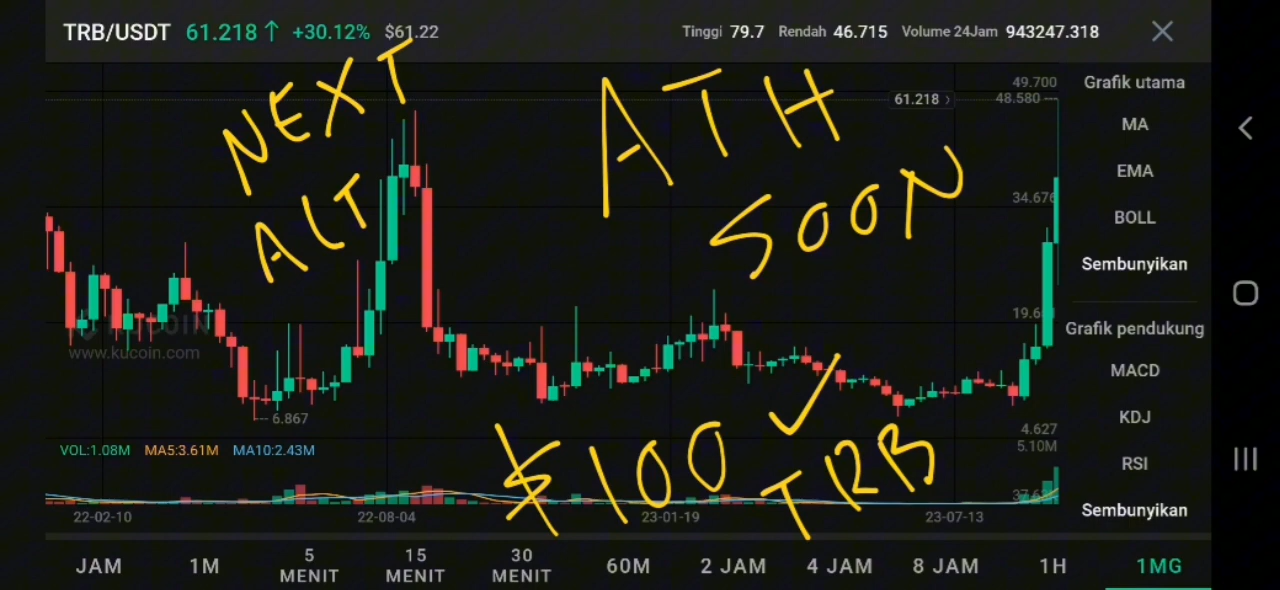 TRB/USDT 61.218↑ +30.12% $61.22 Tinggi 79.7 Rendah 46.715 Volume 24Jam 943247.318
NEXT
ALT
ATH
SOON
$100 ✓
TRB
49.700
61.218 ›
48.580
34.676
4.627
5.10M
6.867
KUCOIN
www.kucoin.com
VOL:1.08M MA5:3.61M MA10:2.43M
22-02-10 22-08-04 23-01-19 23-07-13
Grafik utama
MA
EMA
BOLL
Sembunyikan
Grafik pendukung
MACD
KDJ
RSI
Sembunyikan
JAM 1M 5 MENIT 15 MENIT 30 MENIT 60M 2 JAM 4 JAM 8 JAM 1H 1MG